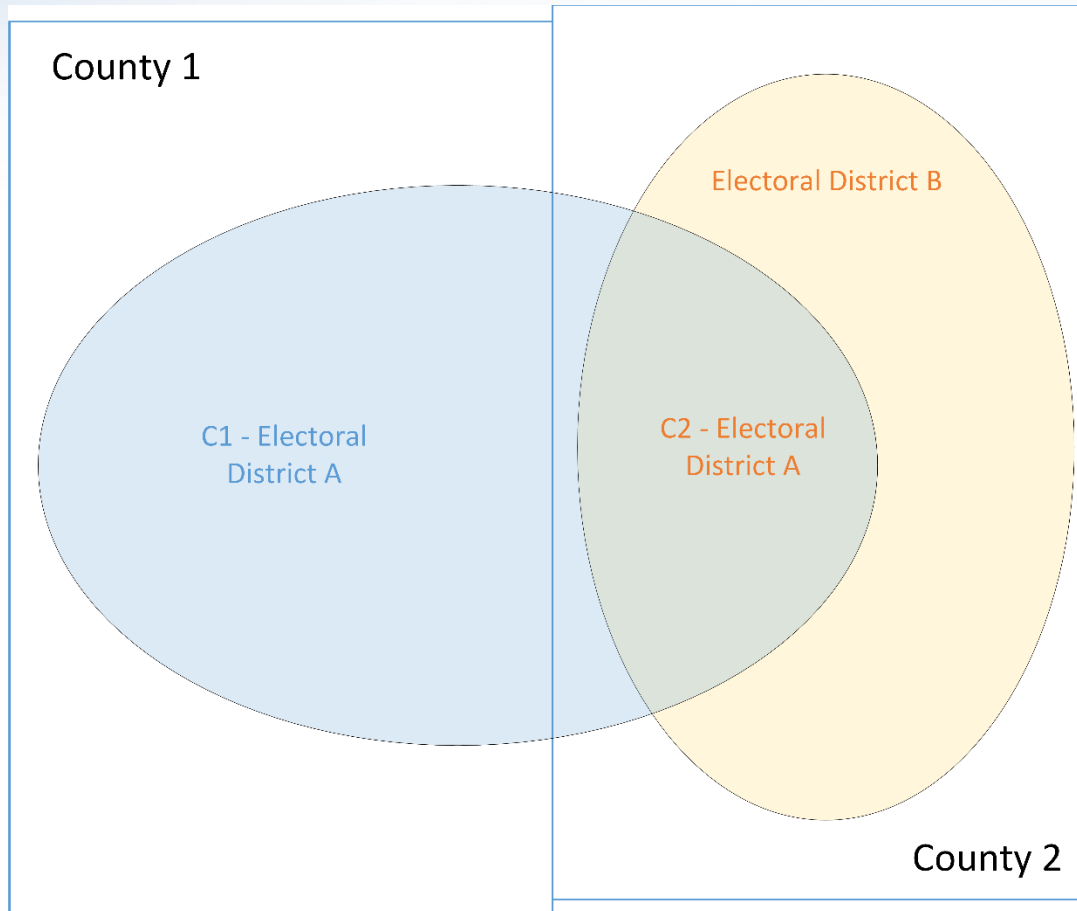 County 1
Electoral District B
C1 - Electoral
District A
C2 - Electoral
District A
County 2